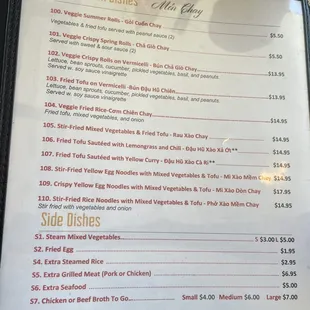 Dishes
Món Chay
100. Veggie Summer Rolls - Gỏi Cuốn Chay $5.50
Vegetables & fried tofu served with peanut sauce (2)
101. Veggie Crispy Spring Rolls - Chả Giò Chay $5.50
Served with sweet & sour sauce (2)
102. Veggie Crispy Rolls on Vermicelli - Bún Chả Giò Chay $13.95
Lettuce, bean sprouts, cucumber, pickled vegetables, basil, and peanuts.
Served w. soy sauce vinaigrette
103. Fried Tofu on Vermicelli -Bún Đậu Hũ Chiên $13.95
Lettuce, bean sprouts, cucumber, pickled vegetables, basil, and peanuts.
Served w. soy sauce vinaigrette
104. Veggie Fried Rice-Cơm Chiên Chay $14.95
Fried tofu, mixed vegetables, and onion
105. Stir-Fried Mixed Vegetables & Fried Tofu - Rau Xào Chay $14.95
106. Fried Tofu Sautéed with Lemongrass and Chili - Đậu Hũ Xào Xả Ớt** $14.95
107. Fried Tofu Sautéed with Yellow Curry - Đậu Hũ Xào Cà Ri** $14.95
108. Stir-Fried Yellow Egg Noodles with Mixed Vegetables & Tofu - Mì Xào Mềm Chay $14.95
109. Crispy Yellow Egg Noodles with Mixed Vegetables & Tofu - Mì Xào Dòn Chay $17.95
110. Stir-Fried Rice Noodles with Mixed Vegetables & Tofu - Phở Xào Mềm Chay $14.95
Stir fried with vegetables and onion
Side Dishes
S1. Steam Mixed Vegetables S $3.00 L $5.00
S2. Fried Egg $1.95
S4. Extra Steamed Rice $2.95
S5. Extra Grilled Meat (Pork or Chicken) $6.95
S6. Extra Seafood $5.00
S7. Chicken or Beef Broth To Go Small $4.00 Medium $6.00 Large $7.00